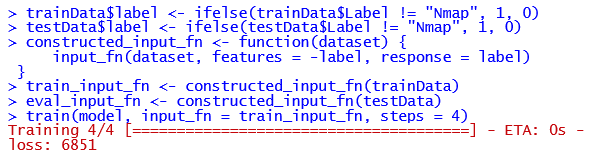 > trainData$label <- ifelse(trainData$Label != "Nmap", 1, 0)
> testData$label <- ifelse(testData$Label != "Nmap", 1, 0)
> constructed_input_fn <- function(dataset) {
     input_fn(dataset, features = -label, response = label)
 }
> train_input_fn <- constructed_input_fn(trainData)
> eval_input_fn <- constructed_input_fn(testData)
> train(model, input_fn = train_input_fn, steps = 4)
Training 4/4 [======================================] - ETA: 0s -
loss: 6851